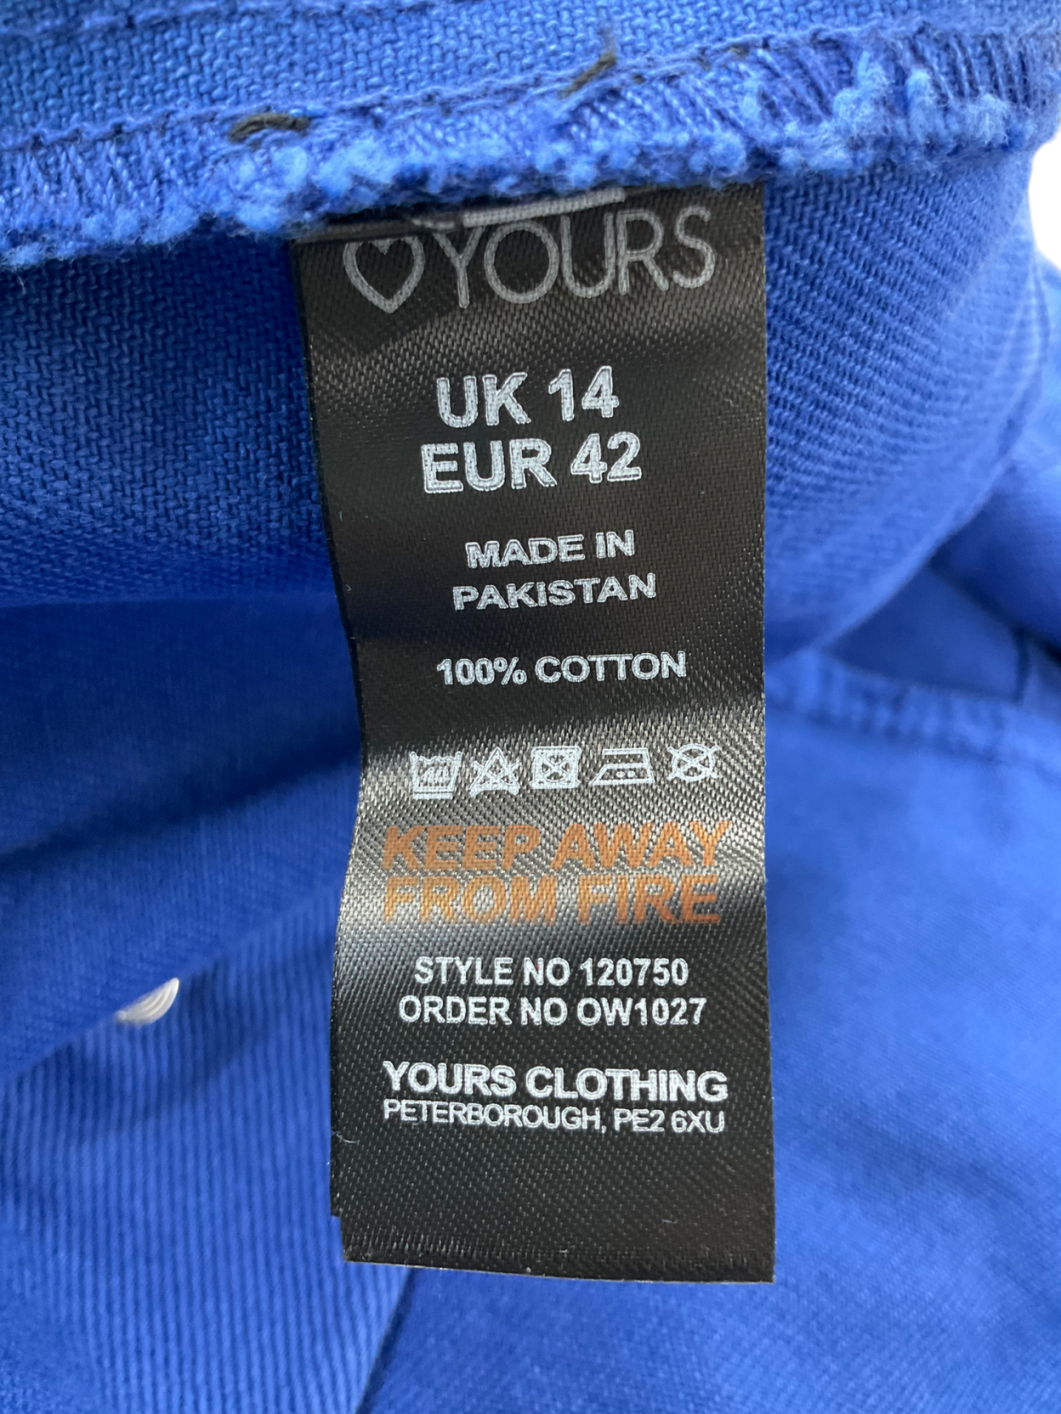 YOURS
UK 14
EUR 42
MADE IN
PAKISTAN
100% COTTON
40
KEEP AWAY
FROM FIRE
STYLE NO 120750
ORDER NO OW1027
YOURS CLOTHING
PETERBOROUGH, PE2 6XU